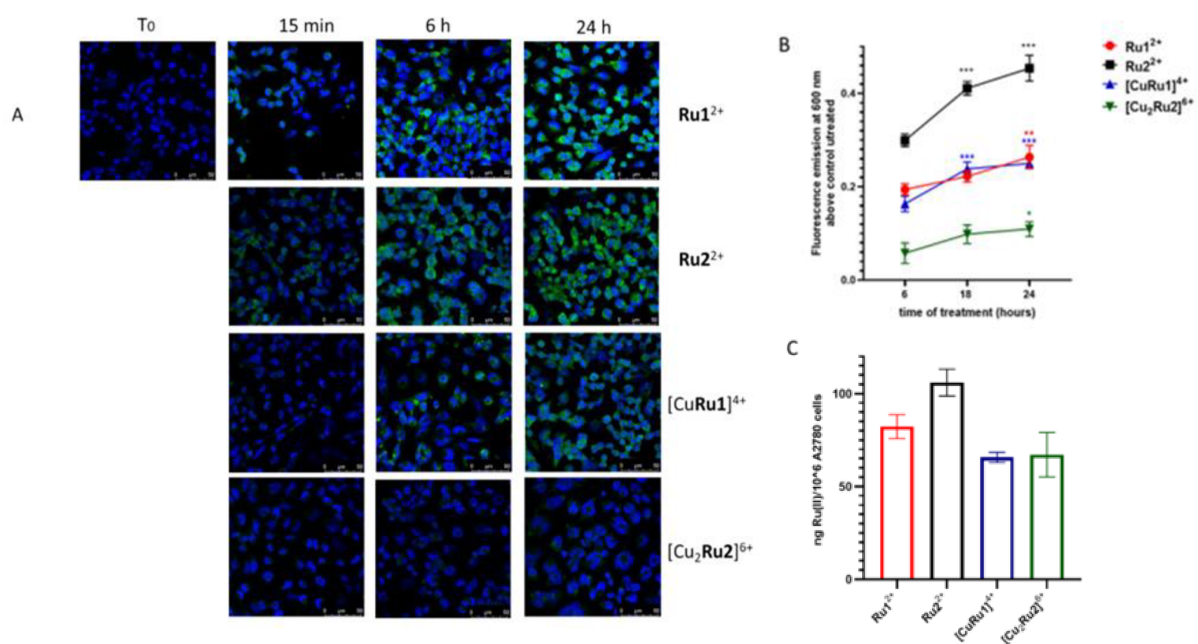 A
T0
15 min
6 h
24 h
Ru1²⁺
Ru2²⁺
[CuRu1]⁴⁺
[Cu₂Ru2]⁶⁺
B
Fluorescence emission at 600 nm
above control utreated
0.4
0.2
0.0
***
***
***
**
***
*
6
18
24
time of treatment (hours)
Ru1²⁺
Ru2²⁺
[CuRu1]⁴⁺
[Cu₂Ru2]⁶⁺
C
ng Ru(II)/10^6 A2780 cells
100
50
0
Ru1²⁺
Ru2²⁺
[CuRu1]⁴⁺
[Cu₂Ru2]⁶⁺